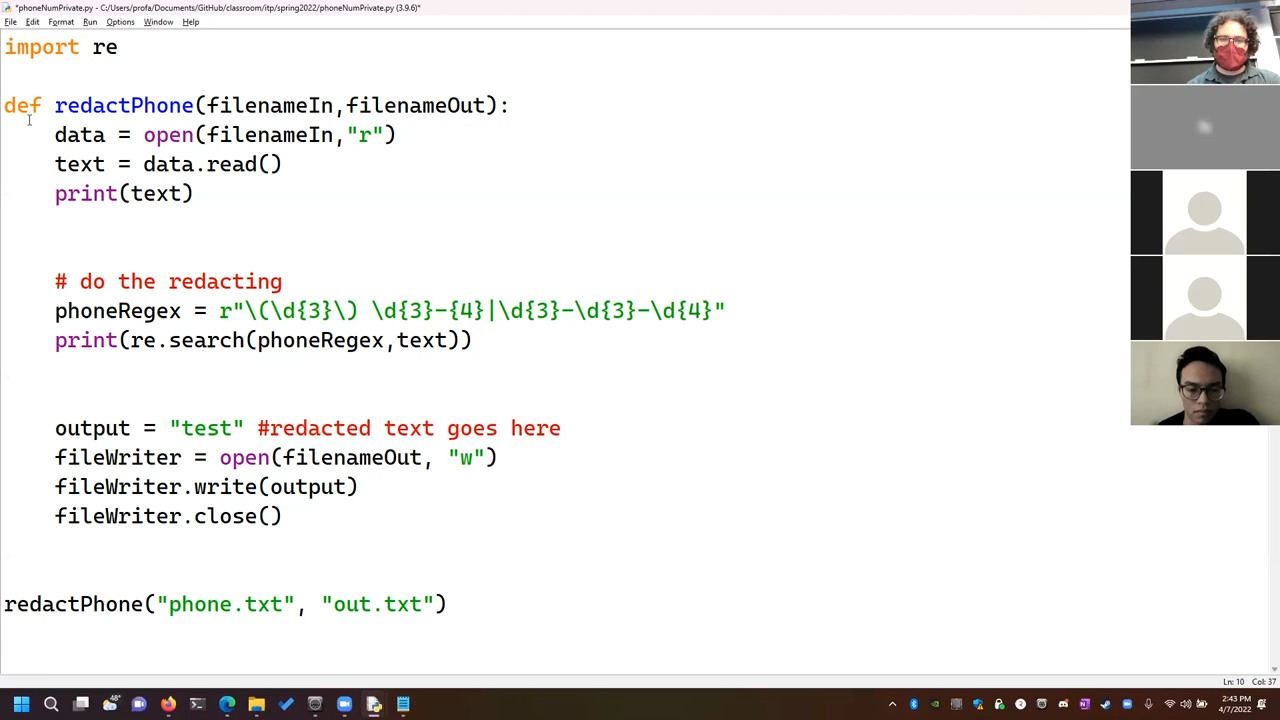 *phoneNumPrivate.py - C:/Users/profa/Documents/GitHub/classroom/itp/spring2022/phoneNumPrivate.py (3.9.6)*
File Edit Format Run Options Window Help
import re
def redactPhone(filenameIn,filenameOut):
    data = open(filenameIn,"r")
    text = data.read()
    print(text)
    # do the redacting
    phoneRegex = r"\(\d{3}\) \d{3}-{4}|\d{3}-\d{3}-\d{4}"
    print(re.search(phoneRegex,text))
    output = "test" #redacted text goes here
    fileWriter = open(filenameOut, "w")
    fileWriter.write(output)
    fileWriter.close()
redactPhone("phone.txt", "out.txt")
Ln: 10 Col: 37
48°
2:43 PM
4/7/2022